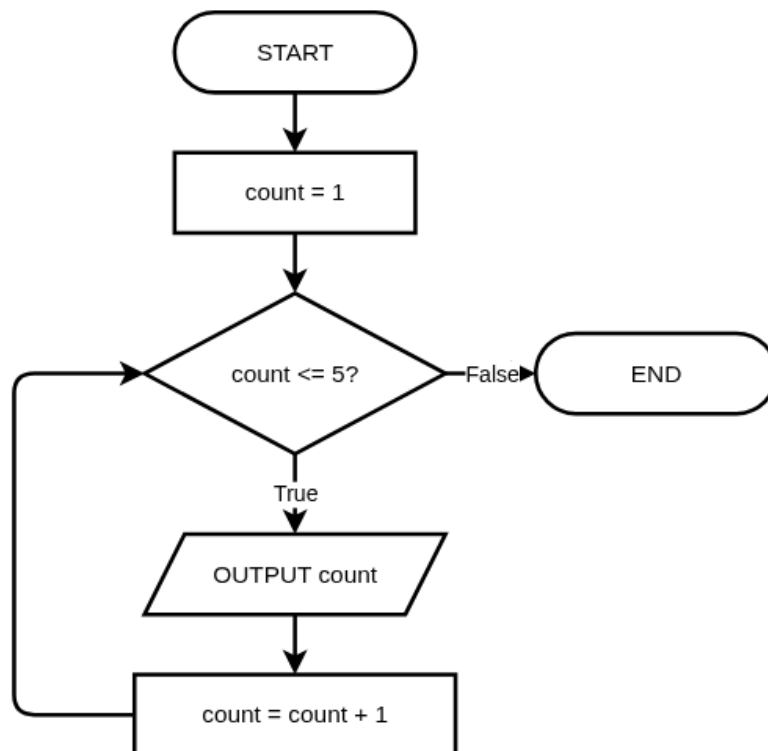 START
count = 1
count <= 5?
False
END
True
OUTPUT count
count = count + 1